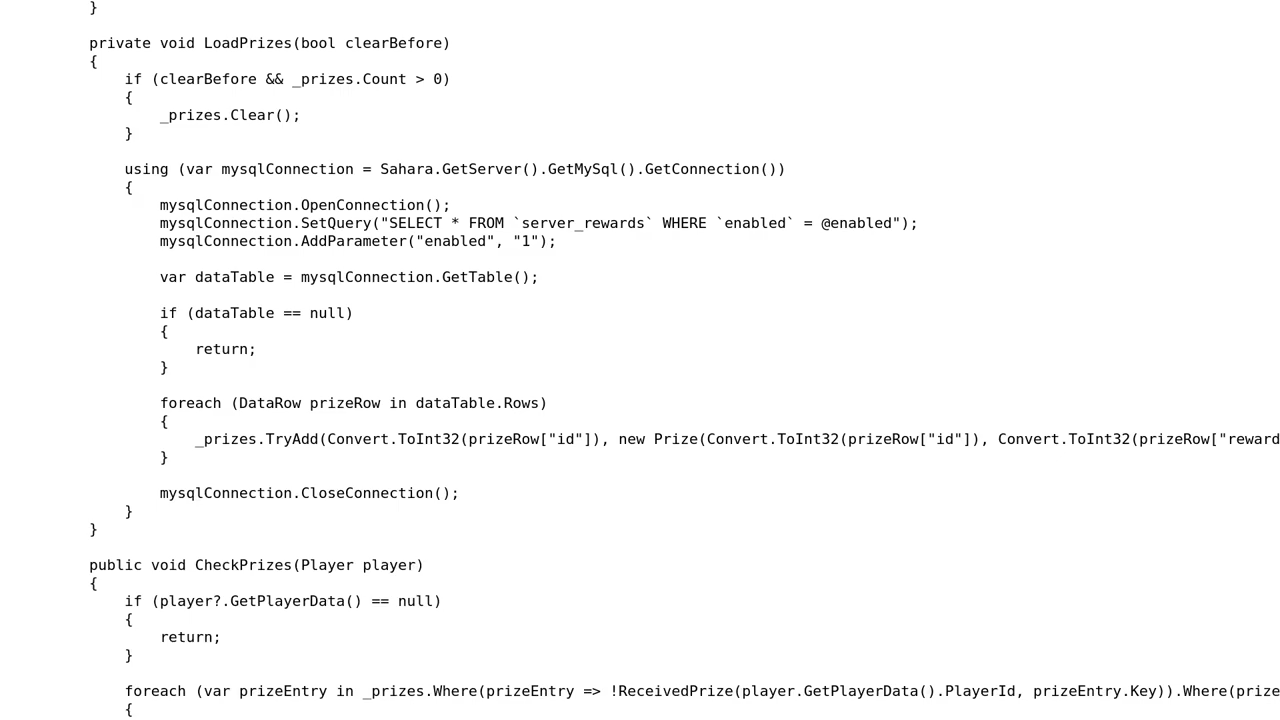 }
private void LoadPrizes(bool clearBefore)
{
if (clearBefore && _prizes.Count > 0)
{
_prizes.Clear();
}
using (var mysqlConnection = Sahara.GetServer().GetMySql().GetConnection())
{
mysqlConnection.OpenConnection();
mysqlConnection.SetQuery("SELECT * FROM `server_rewards` WHERE `enabled` = @enabled");
mysqlConnection.AddParameter("enabled", "1");
var dataTable = mysqlConnection.GetTable();
if (dataTable == null)
{
return;
}
foreach (DataRow prizeRow in dataTable.Rows)
{
_prizes.TryAdd(Convert.ToInt32(prizeRow["id"]), new Prize(Convert.ToInt32(prizeRow["id"]), Convert.ToInt32(prizeRow["reward
}
mysqlConnection.CloseConnection();
}
}
public void CheckPrizes(Player player)
{
if (player?.GetPlayerData() == null)
{
return;
}
foreach (var prizeEntry in _prizes.Where(prizeEntry => !ReceivedPrize(player.GetPlayerData().PlayerId, prizeEntry.Key)).Where(prize
{